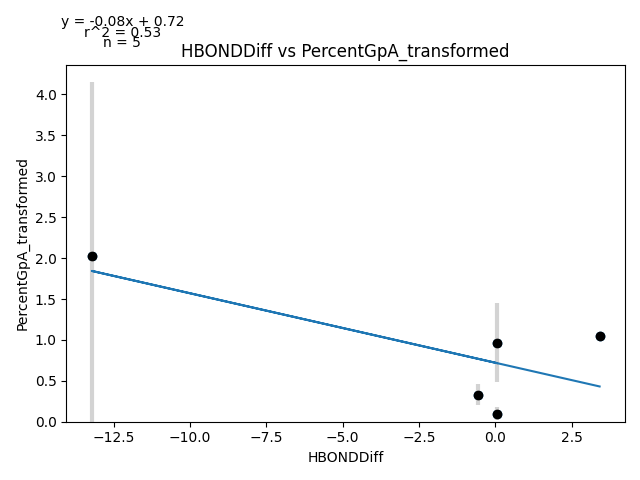 y = -0.08x + 0.72
r^2 = 0.53
n = 5
HBONDDiff vs PercentGpA_transformed
PercentGpA_transformed
4.0
3.5
3.0
2.5
2.0
1.5
1.0
0.5
0.0
−12.5 −10.0 −7.5 −5.0 −2.5 0.0 2.5
HBONDDiff